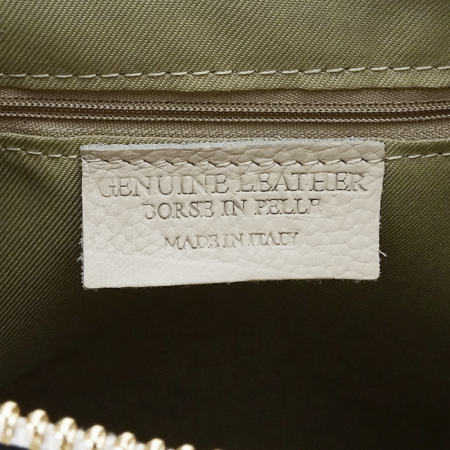 GENUINE LEATHER
BORSE IN PELLE
MADE IN ITALY